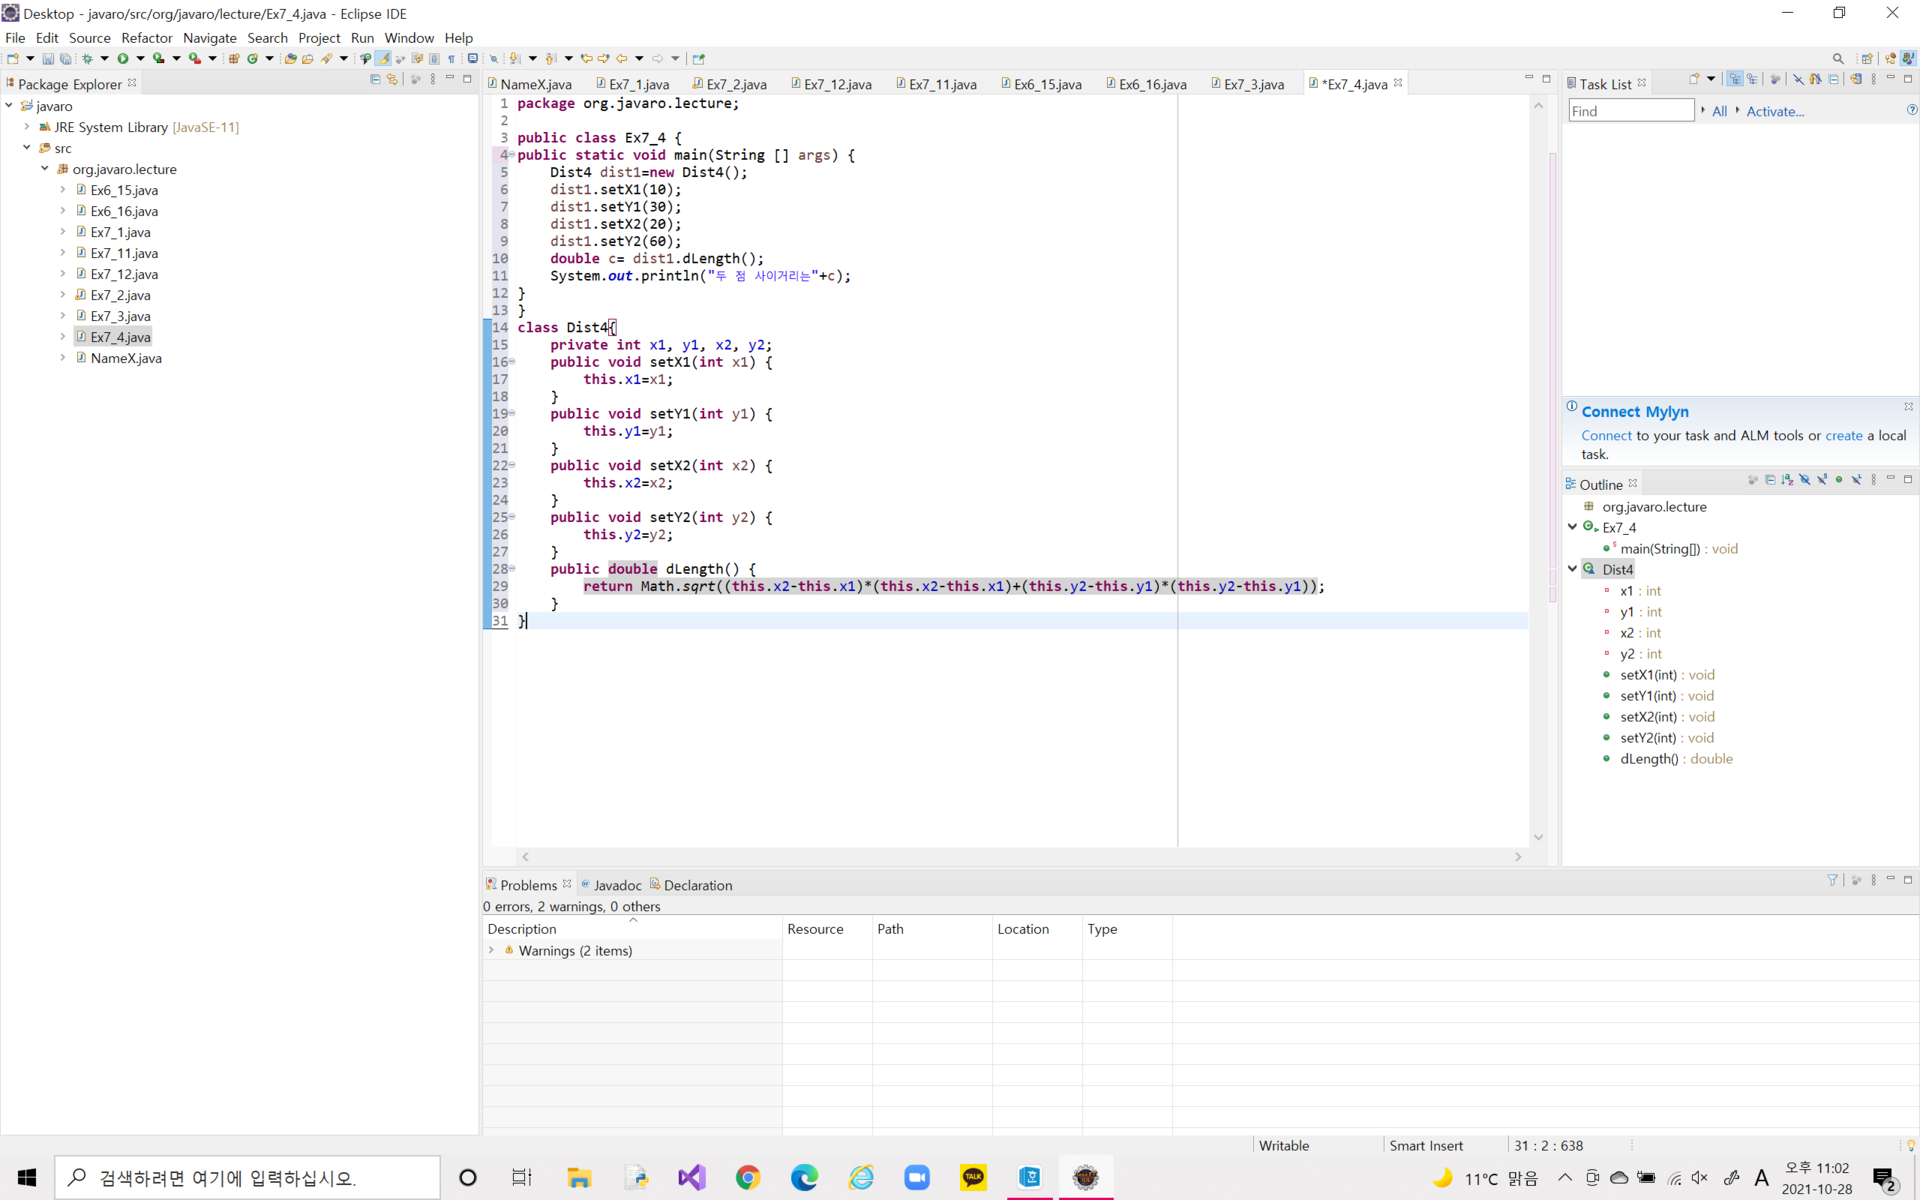 Desktop - javaro/src/org/javaro/lecture/Ex7_4.java - Eclipse IDE
File Edit Source Refactor Navigate Search Project Run Window Help
Package Explorer
javaro
JRE System Library [JavaSE-11]
src
org.javaro.lecture
Ex6_15.java
Ex6_16.java
Ex7_1.java
Ex7_11.java
Ex7_12.java
Ex7_2.java
Ex7_3.java
Ex7_4.java
NameX.java
NameX.java Ex7_1.java Ex7_2.java Ex7_12.java Ex7_11.java Ex6_15.java Ex6_16.java Ex7_3.java *Ex7_4.java
1 package org.javaro.lecture;
2
3 public class Ex7_4 {
4 public static void main(String [] args) {
5 Dist4 dist1=new Dist4();
6 dist1.setX1(10);
7 dist1.setY1(30);
8 dist1.setX2(20);
9 dist1.setY2(60);
10 double c= dist1.dLength();
11 System.out.println("두 점 사이거리는"+c);
12 }
13 }
14 class Dist4{
15 private int x1, y1, x2, y2;
16 public void setX1(int x1) {
17 this.x1=x1;
18 }
19 public void setY1(int y1) {
20 this.y1=y1;
21 }
22 public void setX2(int x2) {
23 this.x2=x2;
24 }
25 public void setY2(int y2) {
26 this.y2=y2;
27 }
28 public double dLength() {
29 return Math.sqrt((this.x2-this.x1)*(this.x2-this.x1)+(this.y2-this.y1)*(this.y2-this.y1));
30 }
31 }
Task List
Find All Activate...
Connect Mylyn
Connect to your task and ALM tools or create a local
task.
Outline
org.javaro.lecture
Ex7_4
main(String[]) : void
Dist4
x1 : int
y1 : int
x2 : int
y2 : int
setX1(int) : void
setY1(int) : void
setX2(int) : void
setY2(int) : void
dLength() : double
Problems Javadoc Declaration
0 errors, 2 warnings, 0 others
Description Resource Path Location Type
Warnings (2 items)
Writable Smart Insert 31 : 2 : 638
검색하려면 여기에 입력하십시오.
TALK
11°C 맑음
A
오후 11:02
2021-10-28
2